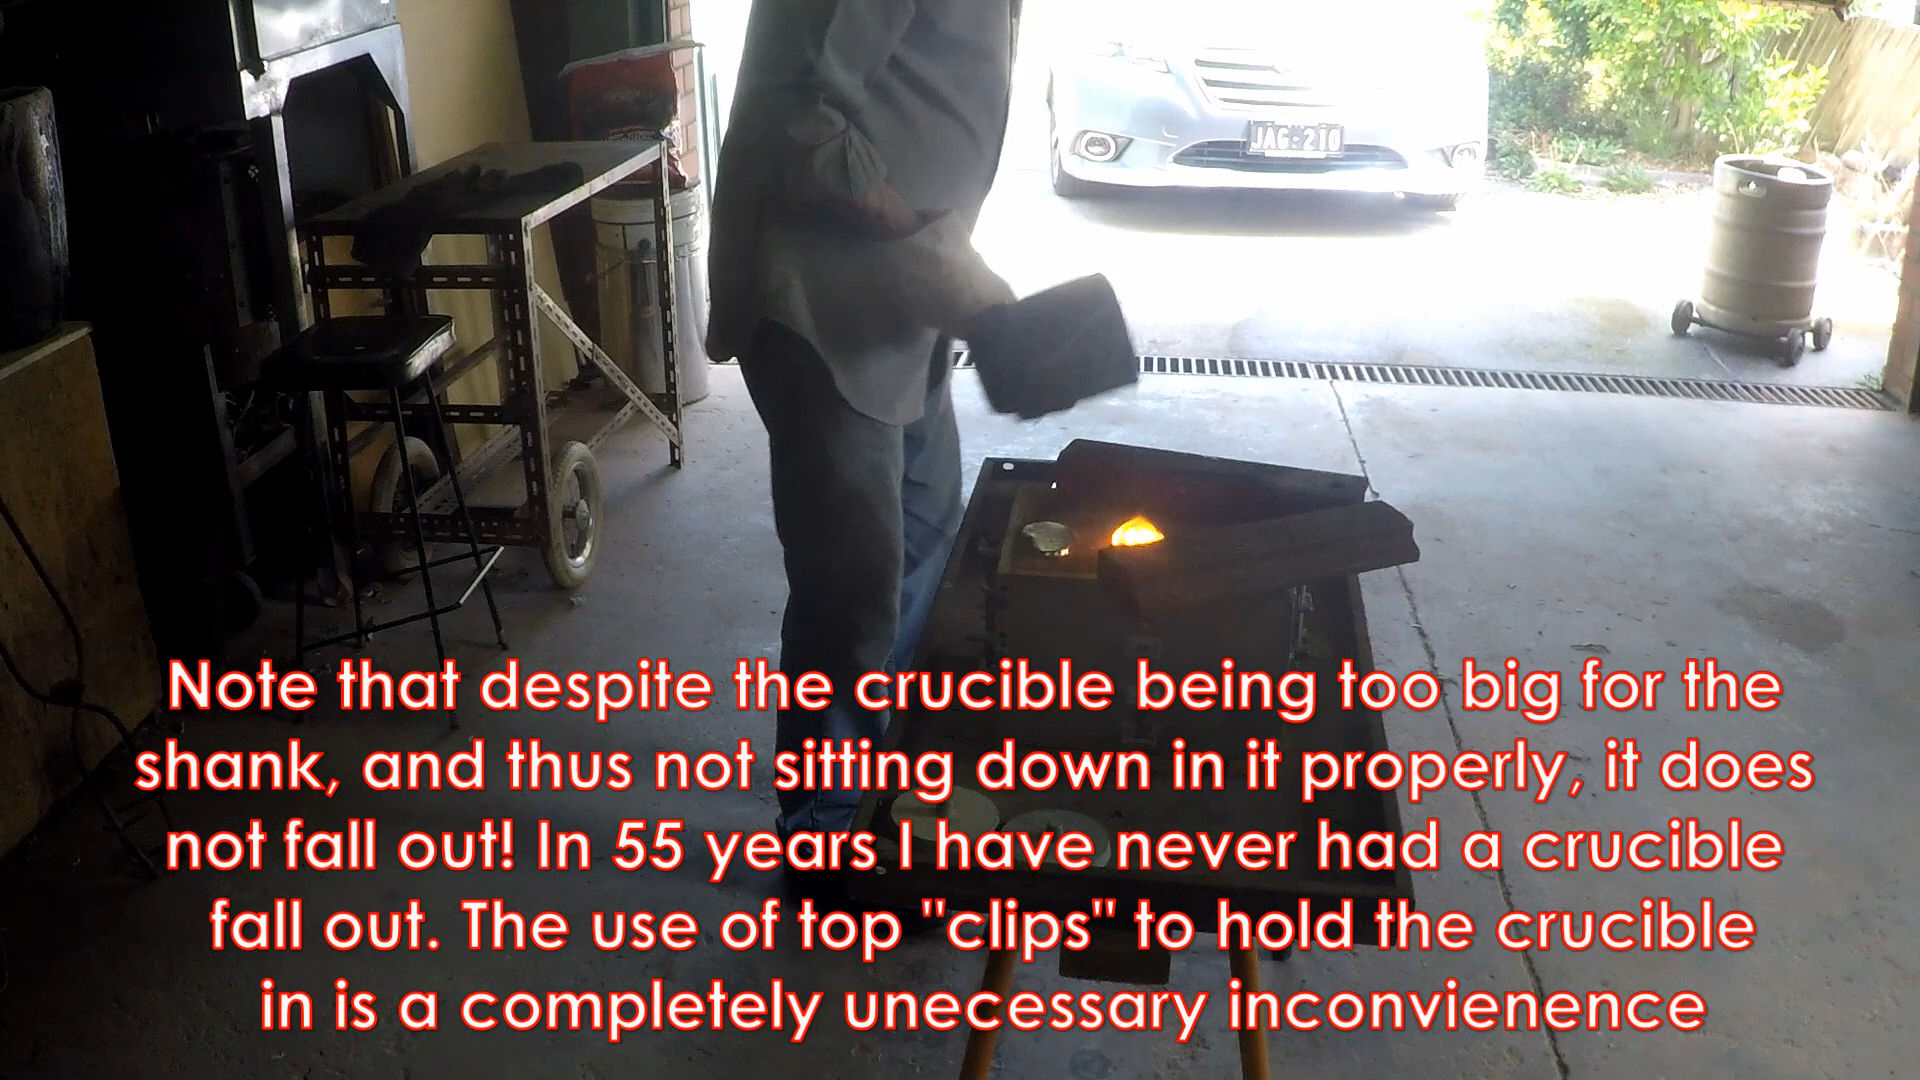 JAG·210
Note that despite the crucible being too big for the
shank, and thus not sitting down in it properly, it does
not fall out! In 55 years I have never had a crucible
fall out. The use of top "clips" to hold the crucible
in is a completely unecessary inconvienence